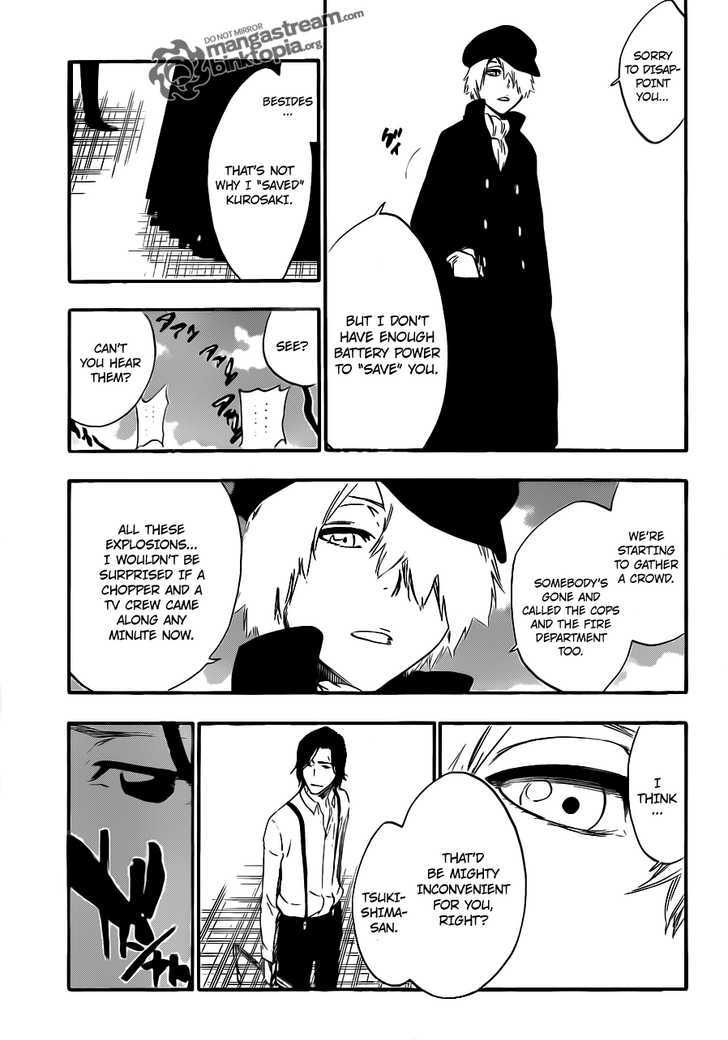 SORRY
TO DISAP-
POINT
YOU...
BUT I DON'T
HAVE ENOUGH
BATTERY POWER
TO "SAVE" YOU.
DO NOT MIRROR
mangastream.com
binktopia.org
BESIDES
...
THAT'S NOT
WHY I "SAVED"
KUROSAKI.
SEE?
CAN'T
YOU HEAR
THEM?
WE'RE
STARTING
TO GATHER
A CROWD.
SOMEBODY'S
GONE AND
CALLED THE COPS
AND THE FIRE
DEPARTMENT
TOO.
ALL THESE
EXPLOSIONS...
I WOULDN'T BE
SURPRISED IF A
CHOPPER AND A
TV CREW CAME
ALONG ANY
MINUTE NOW.
I
THINK
...
THAT'D
BE MIGHTY
INCONVENIENT
FOR YOU,
RIGHT?
TSUKI-
SHIMA-
SAN.